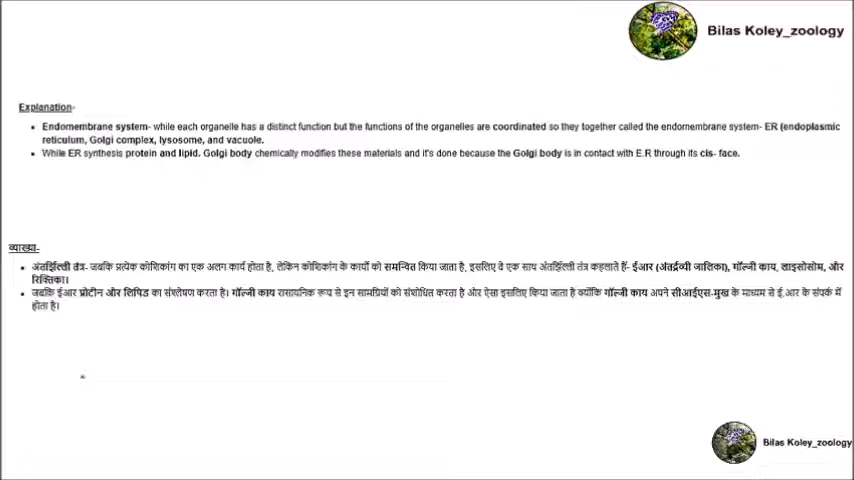 Bilas Koley_zoology
Explanation-
• Endomembrane system- while each organelle has a distinct function but the functions of the organelles are coordinated so they together called the endomembrane system- ER (endoplasmic
reticulum, Golgi complex, lysosome, and vacuole.
• While ER synthesis protein and lipid. Golgi body chemically modifies these materials and it's done because the Golgi body is in contact with E.R through its cis- face.
व्याख्या-
• अंतर्झिल्ली तंत्र- जबकि प्रत्येक कोशिकांग का एक अलग कार्य होता है, लेकिन कोशिकांग के कार्यों को समन्वित किया जाता है, इसलिए वे एक साथ अंतर्झिल्ली तंत्र कहलाते हैं- ईआर (अंतर्द्रव्यी जालिका), गॉल्जी काय, लाइसोसोम, और
रिक्तिका।
• जबकि ईआर प्रोटीन और लिपिड का संश्लेषण करता है। गॉल्जी काय रासायनिक रूप से इन सामग्रियों को संशोधित करता है और ऐसा इसलिए किया जाता है क्योंकि गॉल्जी काय अपने सीआईएस-मुख के माध्यम से ई.आर के संपर्क में
होता है।
Bilas Koley_zoology